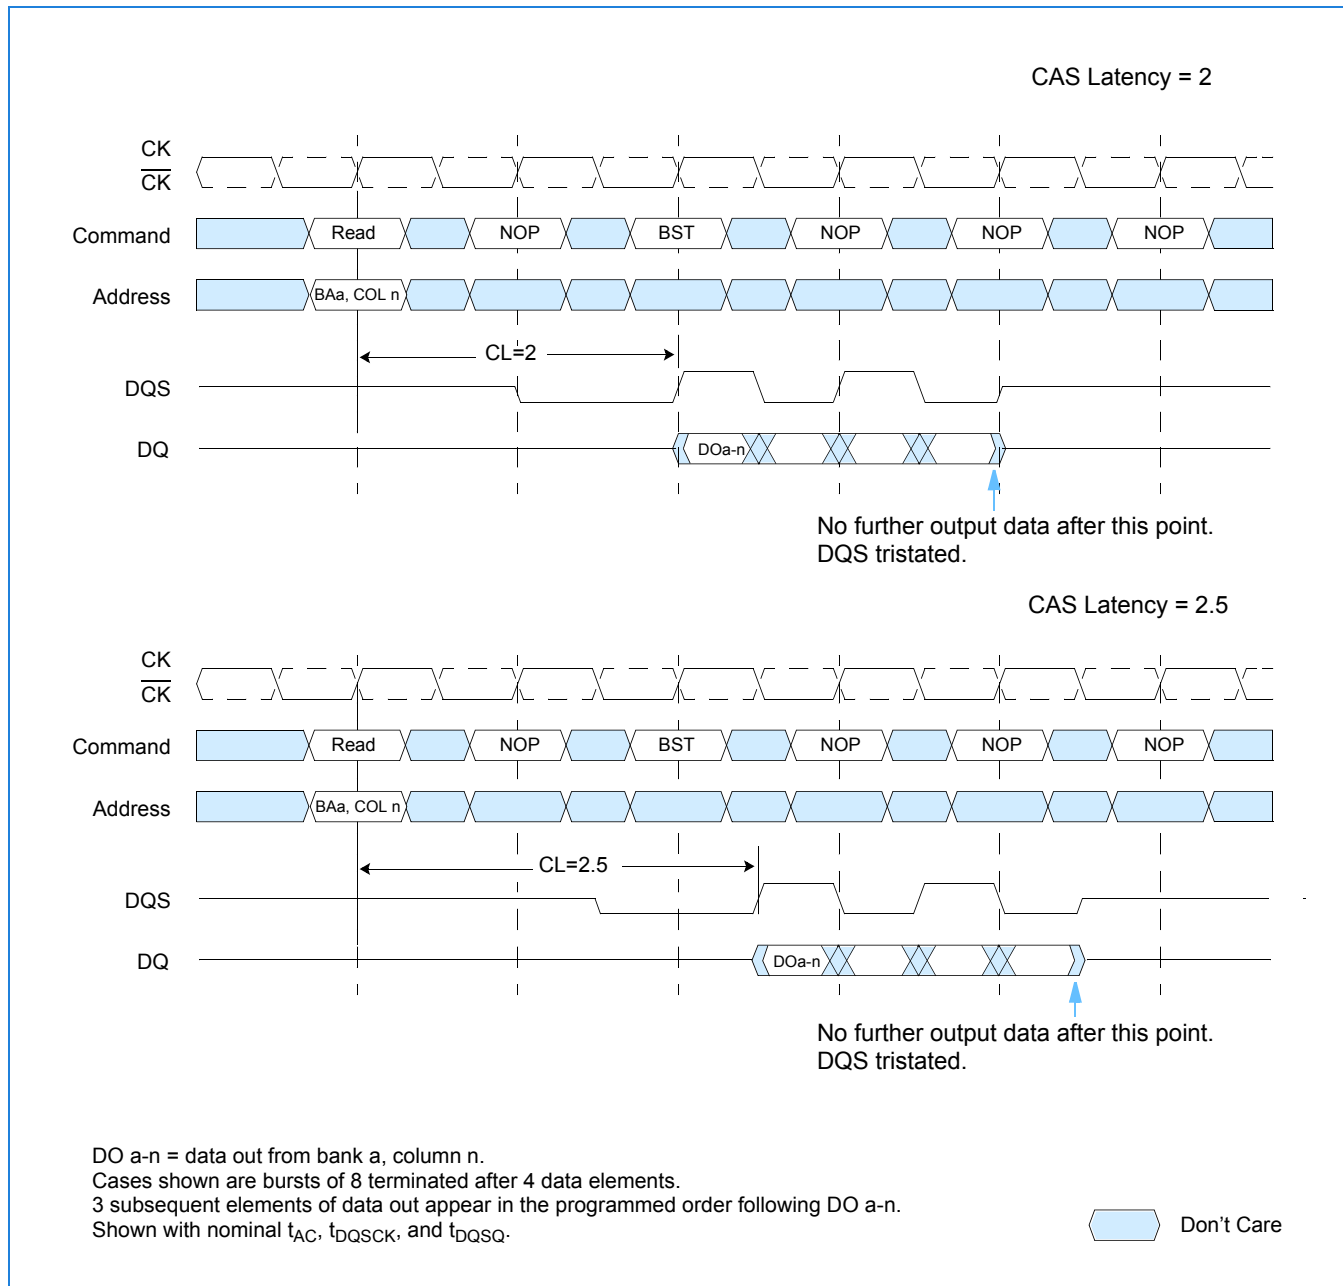 CAS Latency = 2
CK
CK
Command
Read
NOP
BST
NOP
NOP
NOP
Address
BAa, COL n
CL=2
DQS
DQ
DOa-n
No further output data after this point.
DQS tristated.
CAS Latency = 2.5
CK
CK
Command
Read
NOP
BST
NOP
NOP
NOP
Address
BAa, COL n
CL=2.5
DQS
DQ
DOa-n
No further output data after this point.
DQS tristated.
DO a-n = data out from bank a, column n.
Cases shown are bursts of 8 terminated after 4 data elements.
3 subsequent elements of data out appear in the programmed order following DO a-n.
Shown with nominal tAC, tDQSCK, and tDQSQ.
Don't Care